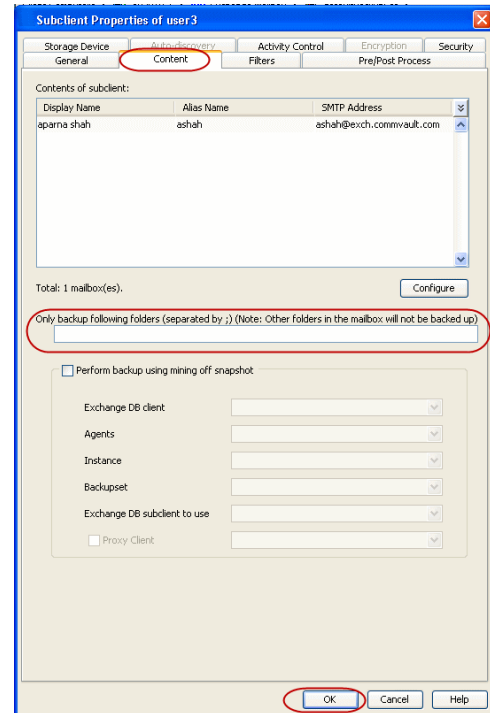 Subclient Properties of user3
Storage Device Auto-discovery Activity Control Encryption Security
General Content Filters Pre/Post Process
Contents of subclient:
Display Name Alias Name SMTP Address
aparna shah ashah ashah@exch.commvault.com
Total: 1 mailbox(es). Configure
Only backup following folders (separated by ;) (Note: Other folders in the mailbox will not be backed up)
Perform backup using mining off snapshot
Exchange DB client
Agents
Instance
Backupset
Exchange DB subclient to use
Proxy Client
OK Cancel Help